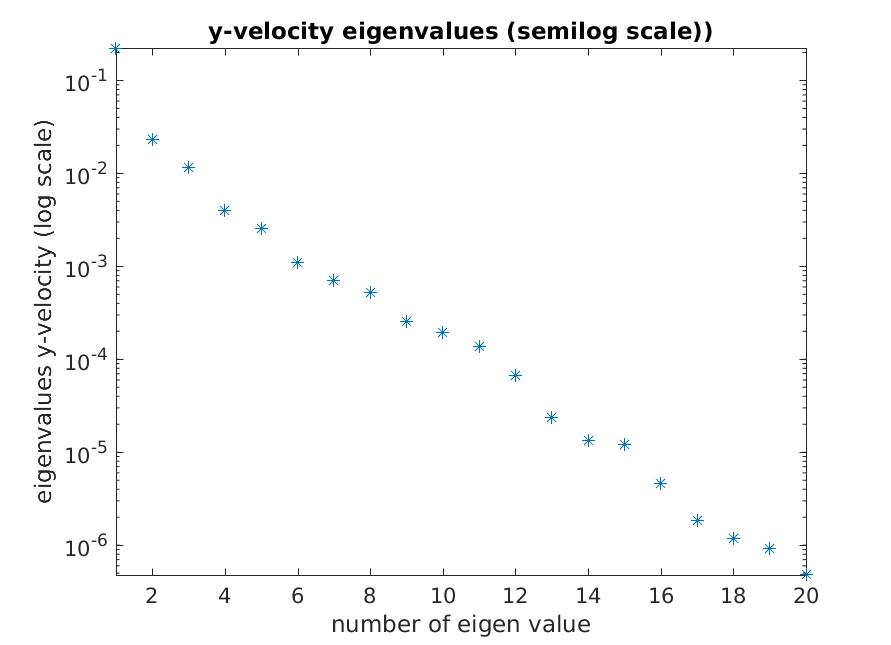 y-velocity eigenvalues (semilog scale))
eigenvalues y-velocity (log scale)
10^-1
10^-2
10^-3
10^-4
10^-5
10^-6
2 4 6 8 10 12 14 16 18 20
number of eigen value